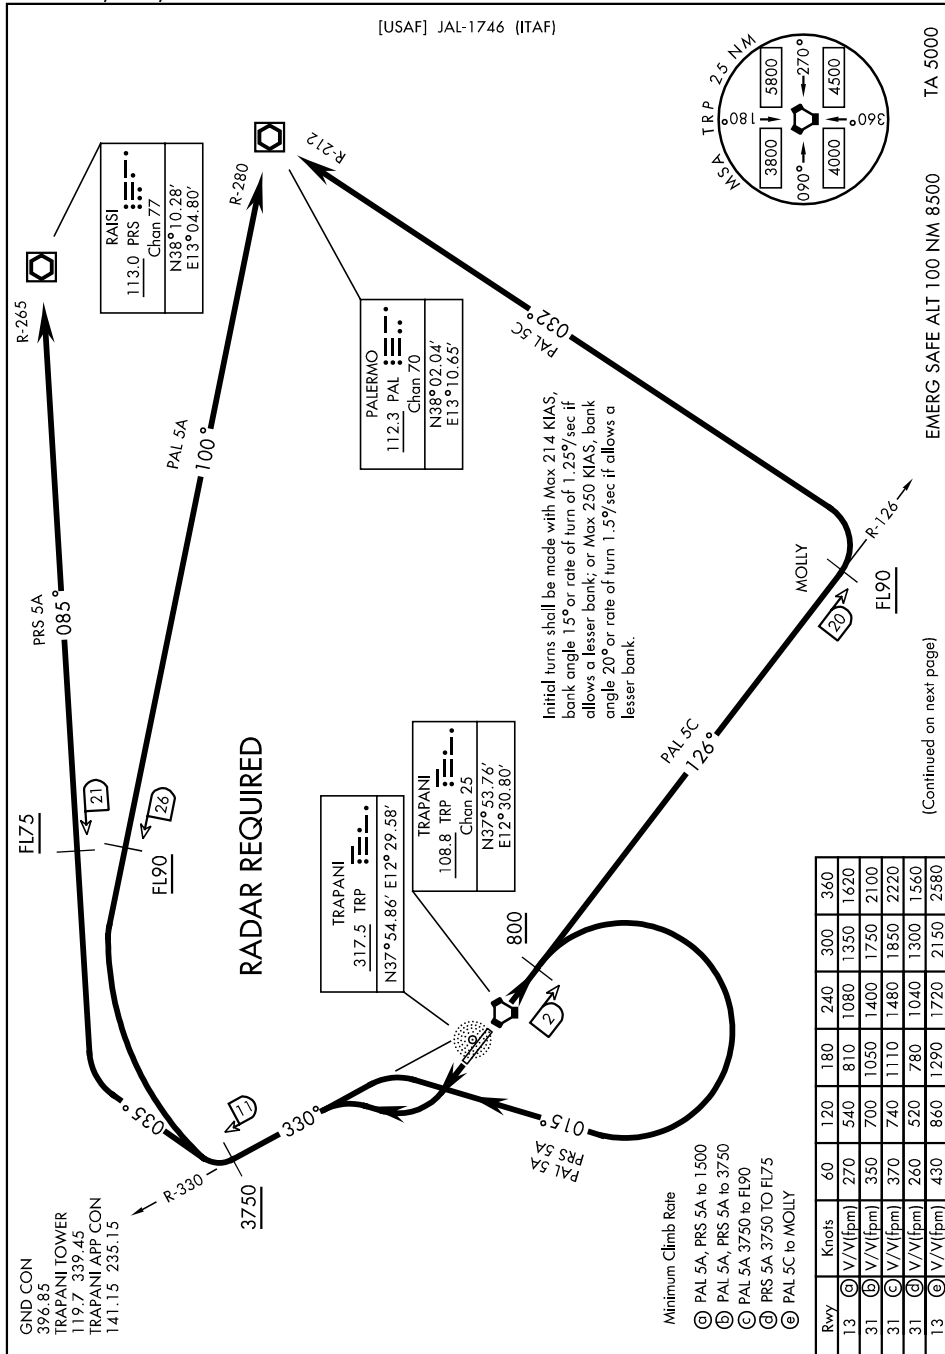 [USAF] JAL-1746 (ITAF)
GND CON
396.85
TRAPANI TOWER
119.7 339.45
TRAPANI APP CON
141.15 235.15
RAISI
113.0 PRS
Chan 77
N38°10.28'
E13°04.80'
R-265
R-280
R-212
PALERMO
112.3 PAL
Chan 70
N38°02.04'
E13°10.65'
MSA TRP 25 NM
3800
5800
4000
4500
180°
270°
090°
360°
TA 5000
EMERG SAFE ALT 100 NM 8500
PRS 5A
085°
PAL 5A
100°
PAL 5C
032°
FL75
21
26
FL90
RADAR REQUIRED
Initial turns shall be made with Max 214 KIAS,
bank angle 15° or rate of turn of 1.25°/sec if
allows a lesser bank; or Max 250 KIAS, bank
angle 20° or rate of turn 1.5°/sec if allows a
lesser bank.
TRAPANI
317.5 TRP
N37°54.86' E12°29.58'
TRAPANI
108.8 TRP
Chan 25
N37°53.76'
E12°30.80'
MOLLY
R-126
20
FL90
PAL 5C
126°
800
2
035°
11
330°
R-330
3750
015°
PAL 5A
PRS 5A
(Continued on next page)
Minimum Climb Rate
ⓐ PAL 5A, PRS 5A to 1500
ⓑ PAL 5A, PRS 5A to 3750
ⓒ PAL 5A 3750 to FL90
ⓓ PRS 5A 3750 TO FL75
ⓔ PAL 5C to MOLLY
Rwy Knots 60 120 180 240 300 360
13 ⓐ V/V(fpm) 270 540 810 1080 1350 1620
31 ⓑ V/V(fpm) 350 700 1050 1400 1750 2100
31 ⓒ V/V(fpm) 370 740 1110 1480 1850 2220
31 ⓓ V/V(fpm) 260 520 780 1040 1300 1560
13 ⓔ V/V(fpm) 430 860 1290 1720 2150 2580